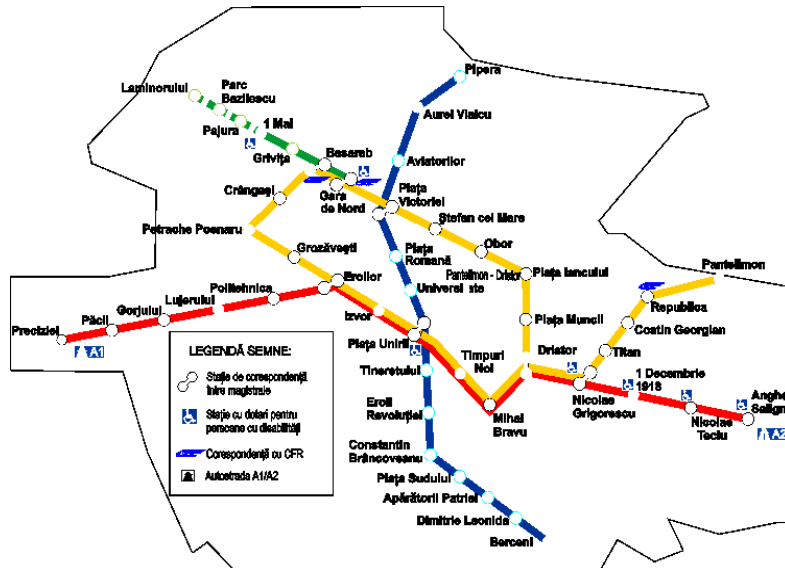 Pipera
Laminorului
Parc
Bazilescu
Aurel Vlaicu
Pajura
1 Mai
Grivița
Basarab
Aviatorilor
Crângași
Gara
de Nord
Piața
Victoriei
Ștefan cel Mare
Petrache Poenaru
Obor
Grozăvești
Piața
Romană
Pantelimon - Dristor
Piața Iancului
Pantelimon
Politehnica
Eroilor
Republica
Lujerului
Gorjului
Păcii
Preciziei
Izvor
Piața Muncii
Costin Georgian
A1
Piața Unirii
Timpuri
Noi
Dristor
Titan
Tineretului
1 Decembrie
1918
Nicolae
Grigorescu
Anghel
Saligny
Eroii
Revoluției
Mihai
Bravu
Nicolae
Teclu
A2
Constantin
Brâncoveanu
Piața Sudului
Apărătorii Patriei
Dimitrie Leonida
Berceni
LEGENDĂ SEMNE:
Stație de corespondență
între magistrale
Stație cu dotări pentru
persoane cu disabilități
Corespondență cu CFR
Autostrada A1/A2